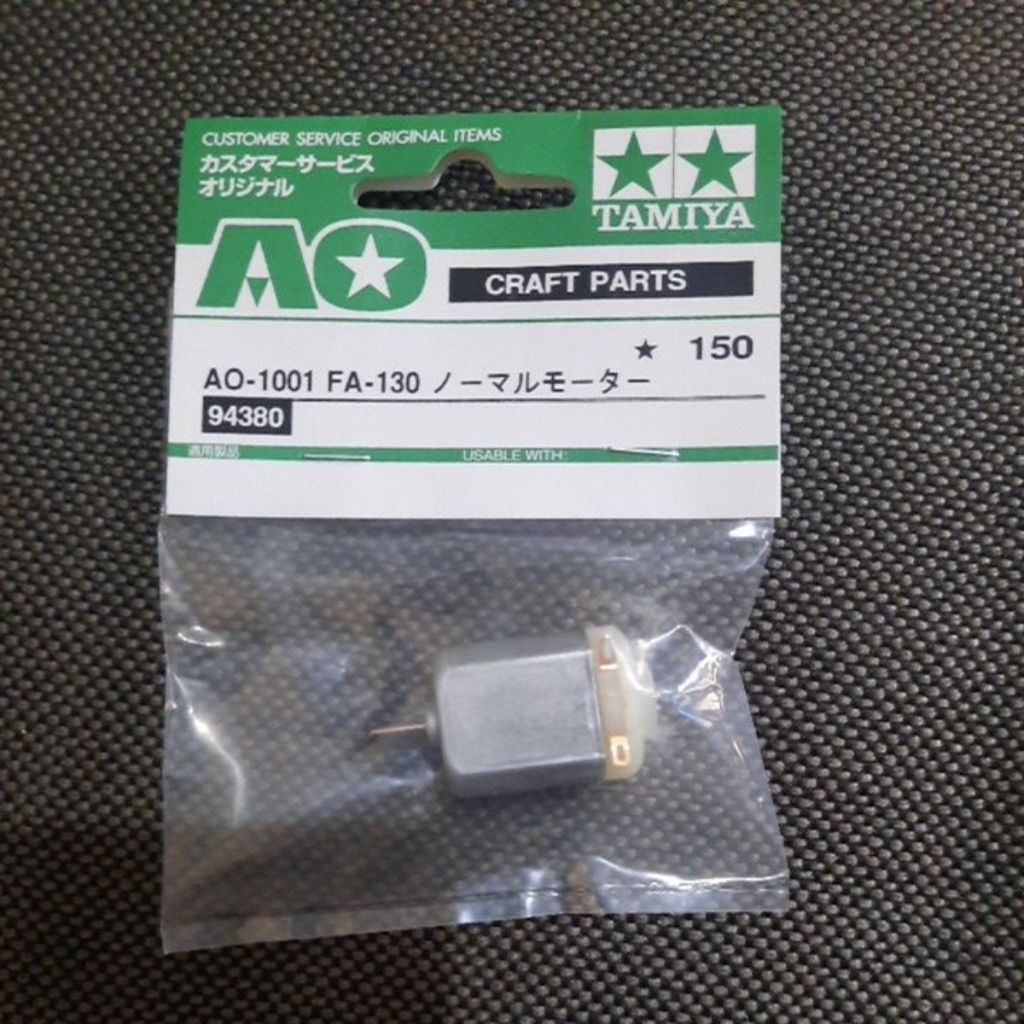 CUSTOMER SERVICE ORIGINAL ITEMS
カスタマーサービス
オリジナル
TAMIYA
AO
CRAFT PARTS
★ 150
AO-1001 FA-130 ノーマルモーター
94380
適用製品 USABLE WITH: